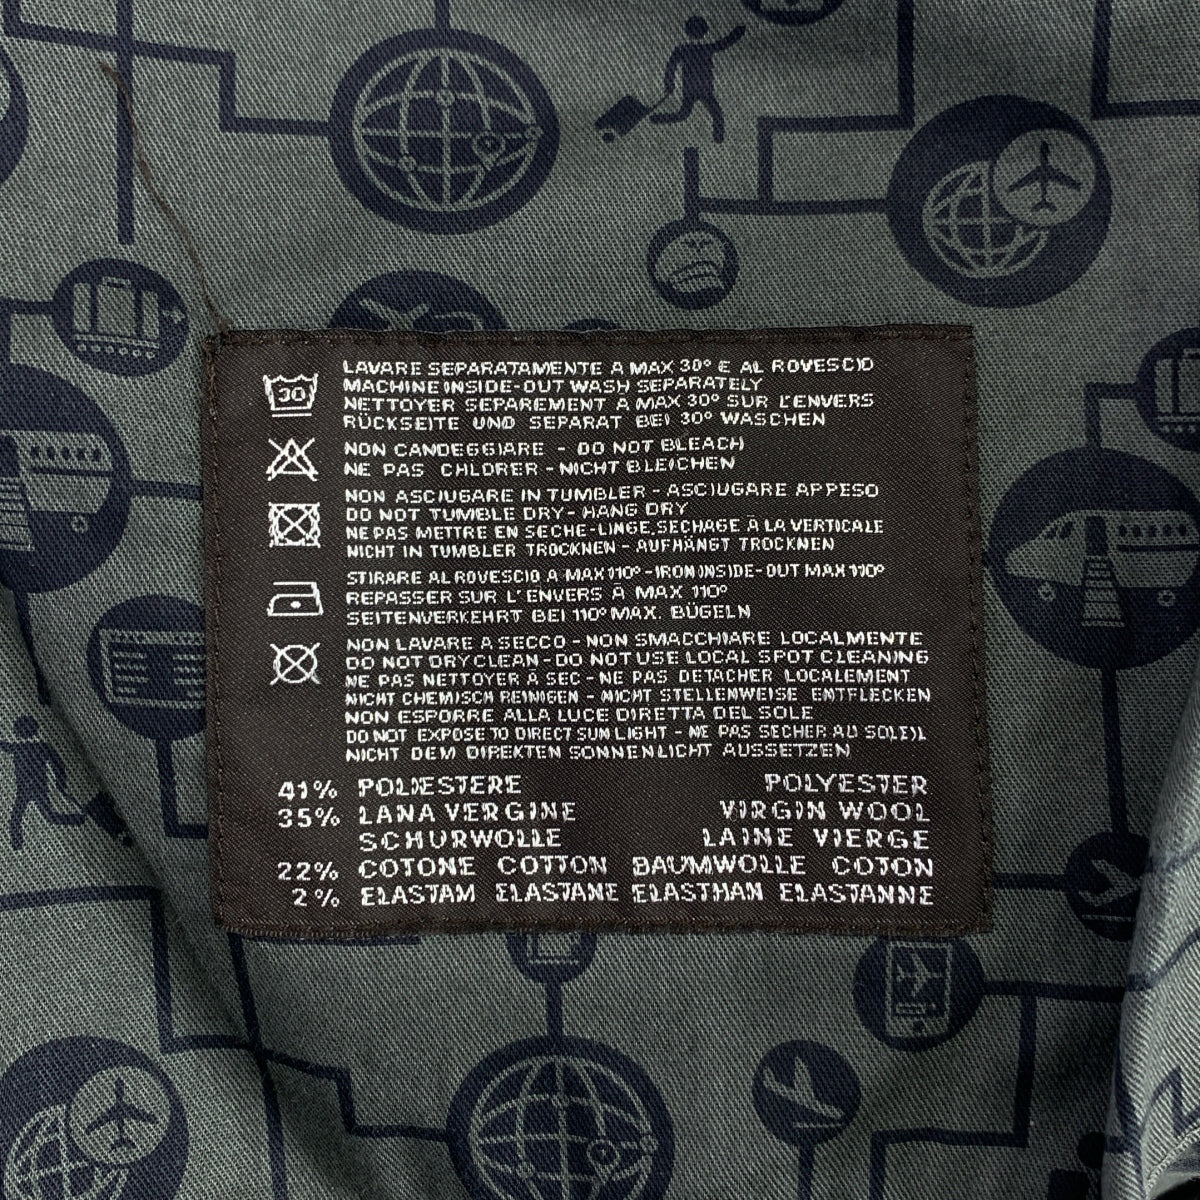 30
LAVARE SEPARATAMENTE A MAX 30° E AL ROVESCIO
MACHINE INSIDE-OUT WASH SEPARATELY
NETTOYER SEPAREMENT A MAX 30° SUR L'ENVERS
RÜCKSEITE UND SEPARAT BEI 30° WASCHEN
NON CANDEGGIARE - DO NOT BLEACH
NE PAS CHLORER - NICHT BLEICHEN
NON ASCIUGARE IN TUMBLER - ASCIUGARE APPESO
DO NOT TUMBLE DRY - HANG DRY
NE PAS METTRE EN SECHE-LINGE, SECHAGE À LA VERTICALE
NICHT IN TUMBLER TROCKNEN - AUFHÄNGT TROCKNEN
STIRARE AL ROVESCIO A MAX 110° - IRON INSIDE-OUT MAX 110°
REPASSER SUR L'ENVERS A MAX 110°
SEITENVERKEHRT BEI 110° MAX. BÜGELN
NON LAVARE A SECCO - NON SMACCHIARE LOCALMENTE
DO NOT DRY CLEAN - DO NOT USE LOCAL SPOT CLEANING
NE PAS NETTOYER A SEC - NE PAS DETACHER LOCALEMENT
NICHT CHEMISCH REINIGEN - NICHT STELLENWEISE ENTFLECKEN
NON ESPORRE ALLA LUCE DIRETTA DEL SOLE
DO NOT EXPOSE TO DIRECT SUN LIGHT - NE PAS SECHER AU SOLEIL
NICHT DEM DIREKTEN SONNENLICHT AUSSETZEN
41% POLIESTERE POLYESTER
35% LANA VERGINE VIRGIN WOOL
SCHURWOLLE LAINE VIERGE
22% COTONE COTTON BAUMWOLLE COTON
2% ELASTAM ELASTANE ELASTHAN ELASTANNE